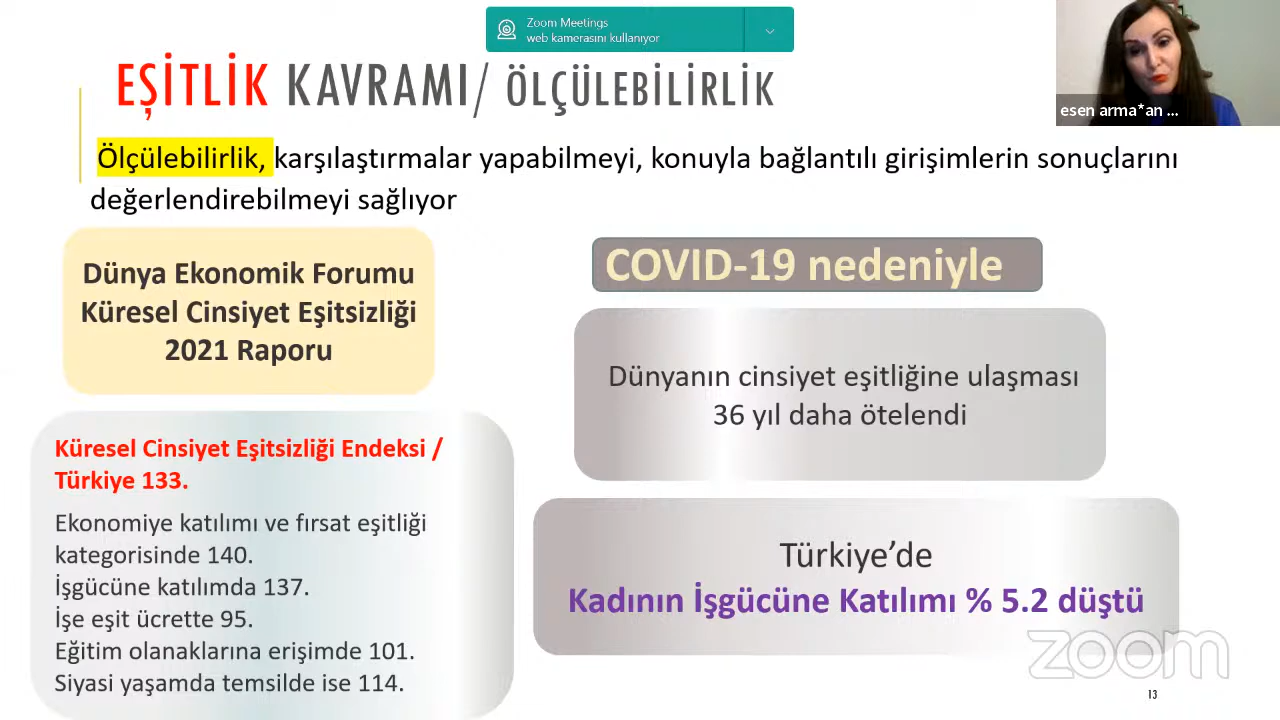 Zoom Meetings
web kamerasını kullanıyor
esen arma*an ...
EŞİTLİK KAVRAMI/ ÖLÇÜLEBİLİRLİK
Ölçülebilirlik, karşılaştırmalar yapabilmeyi, konuyla bağlantılı girişimlerin sonuçlarını
değerlendirebilmeyi sağlıyor
Dünya Ekonomik Forumu
Küresel Cinsiyet Eşitsizliği
2021 Raporu
Küresel Cinsiyet Eşitsizliği Endeksi /
Türkiye 133.
Ekonomiye katılımı ve fırsat eşitliği
kategorisinde 140.
İşgücüne katılımda 137.
İşe eşit ücrette 95.
Eğitim olanaklarına erişimde 101.
Siyasi yaşamda temsilde ise 114.
COVID-19 nedeniyle
Dünyanın cinsiyet eşitliğine ulaşması
36 yıl daha ötelendi
Türkiye’de
Kadının İşgücüne Katılımı % 5.2 düştü
zoom
13